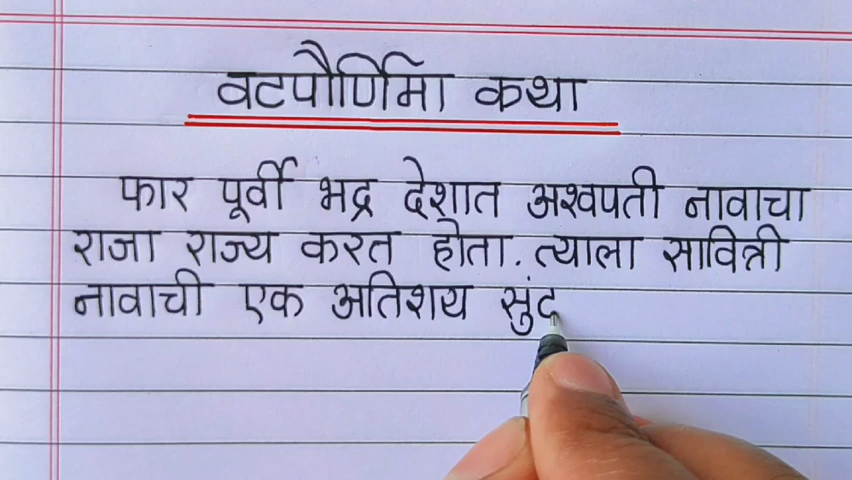 वटपौर्णिमा कथा
फार पूर्वी भद्र देशात अश्वपती नावाचा
राजा राज्य करत होता. त्याला सावित्री
नावाची एक अतिशय सुंद